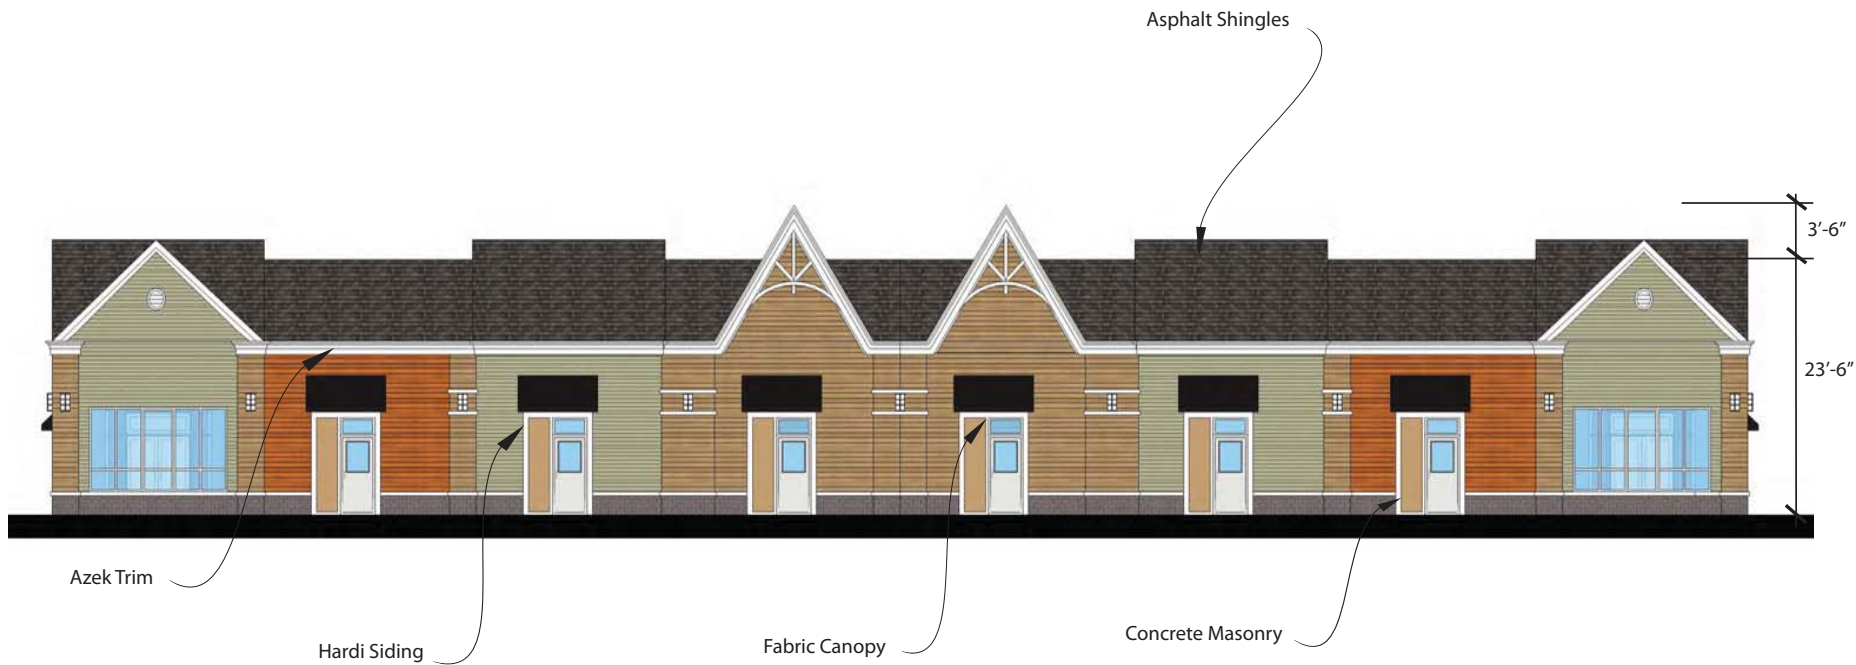 Asphalt Shingles
3’-6”
23’-6”
Azek Trim
Hardi Siding
Fabric Canopy
Concrete Masonry